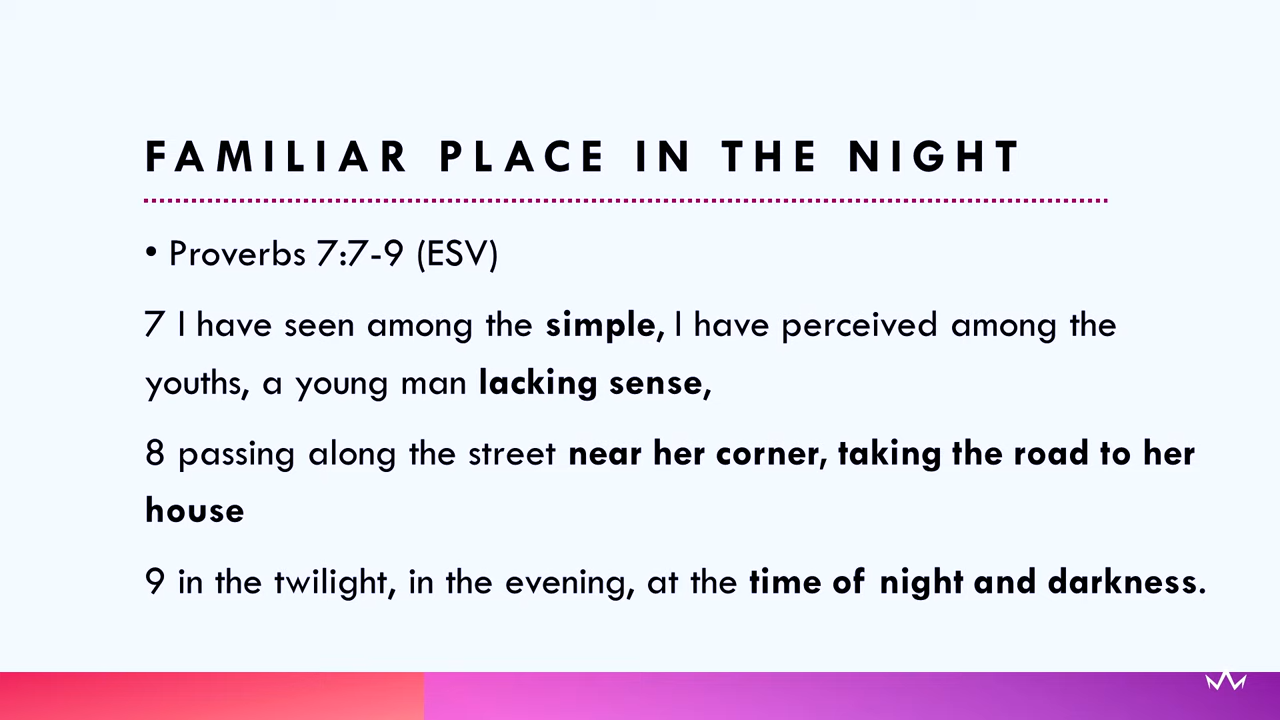 FAMILIAR PLACE IN THE NIGHT
• Proverbs 7:7-9 (ESV)
7 I have seen among the simple, I have perceived among the
youths, a young man lacking sense,
8 passing along the street near her corner, taking the road to her
house
9 in the twilight, in the evening, at the time of night and darkness.